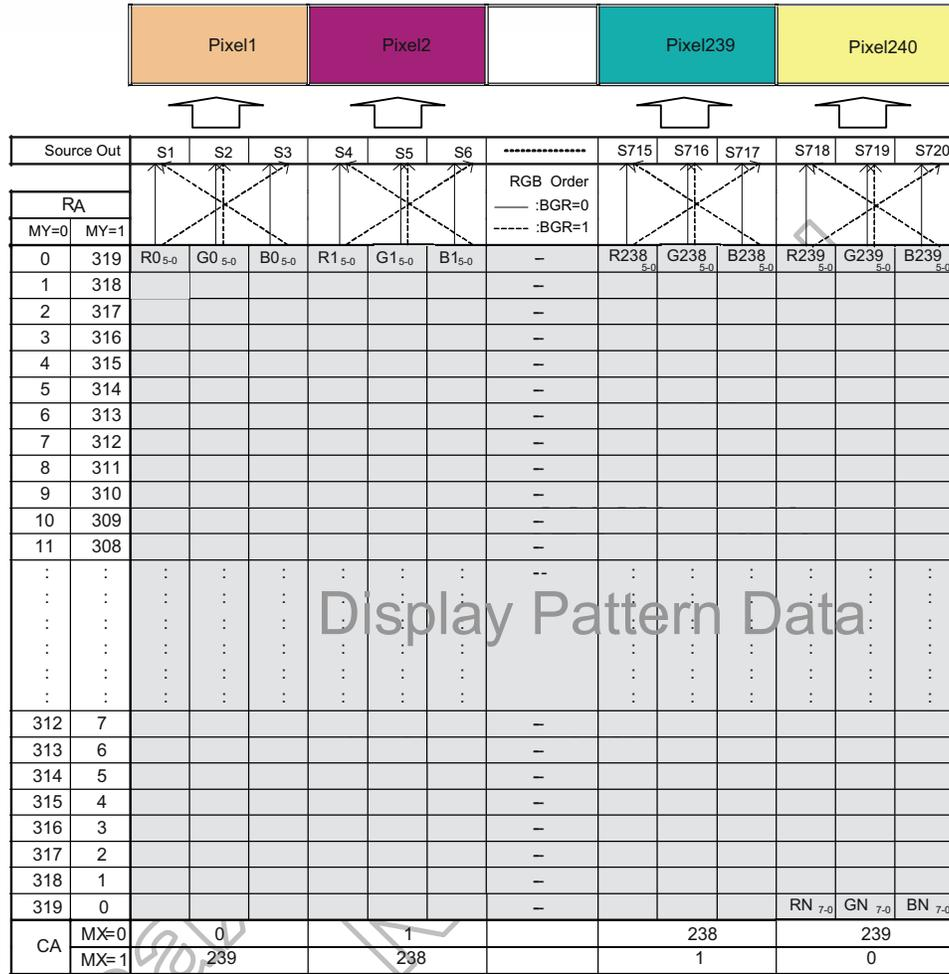 Pixel1 Pixel2 Pixel239 Pixel240
Source Out S1 S2 S3 S4 S5 S6 ------------- S715 S716 S717 S718 S719 S720
RGB Order
:BGR=0
:BGR=1
RA
MY=0 MY=1
0 319 R0 5-0 G0 5-0 B0 5-0 R1 5-0 G1 5-0 B1 5-0 -- R238 5-0 G238 5-0 B238 5-0 R239 5-0 G239 5-0 B239 5-0
1 318 --
2 317 --
3 316 --
4 315 --
5 314 --
6 313 --
7 312 --
8 311 --
9 310 --
10 309 --
11 308 --
: : : : : : : : -- : : : : : :
Display Pattern Data
312 7 --
313 6 --
314 5 --
315 4 --
316 3 --
317 2 --
318 1 --
319 0 -- RN 7-0 GN 7-0 BN 7-0
CA
MX=0 0 1 238 239
MX=1 239 238 1 0